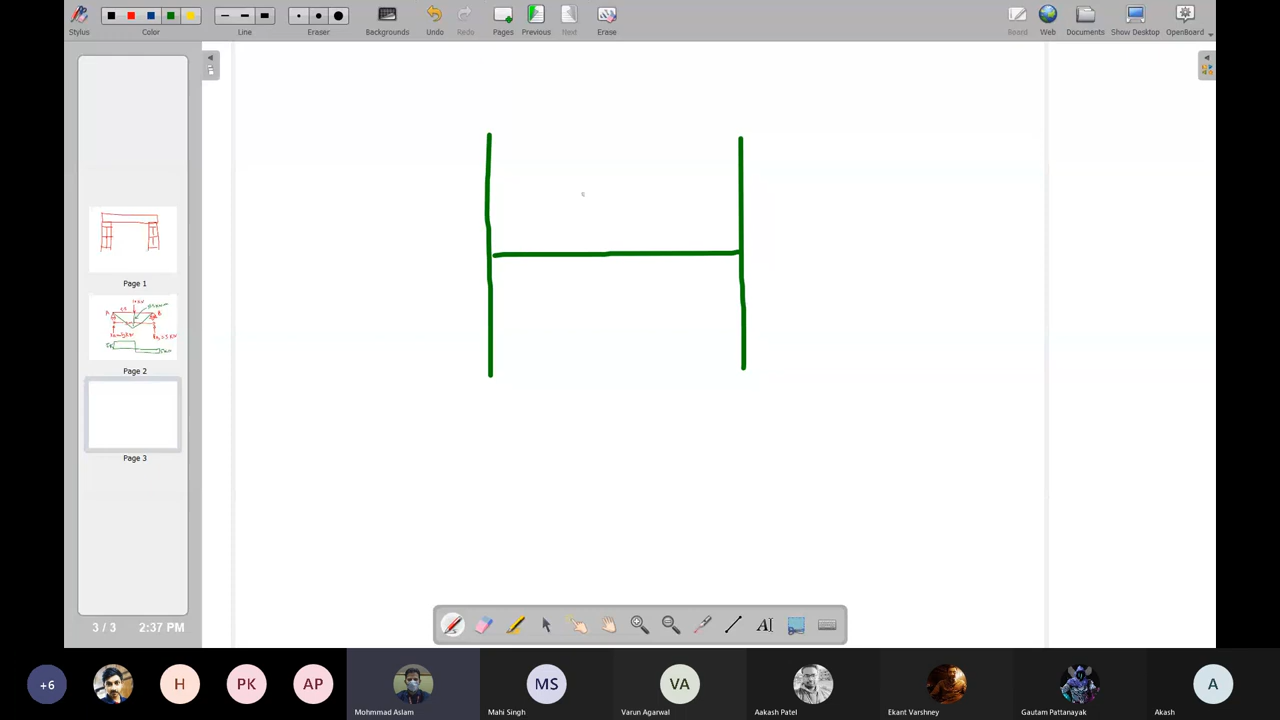 Stylus
Color
Line
Eraser
Backgrounds
Undo
Redo
Pages
Previous
Next
Erase
Board
Web
Documents
Show Desktop
OpenBoard
Page 1
A
B
Page 2
Page 3
3 / 3
2:37 PM
AI
+6
H
PK
AP
Mohmmad Aslam
MS
Mahi Singh
VA
Varun Agarwal
Aakash Patel
Ekant Varshney
Gautam Pattanayak
A
Akash